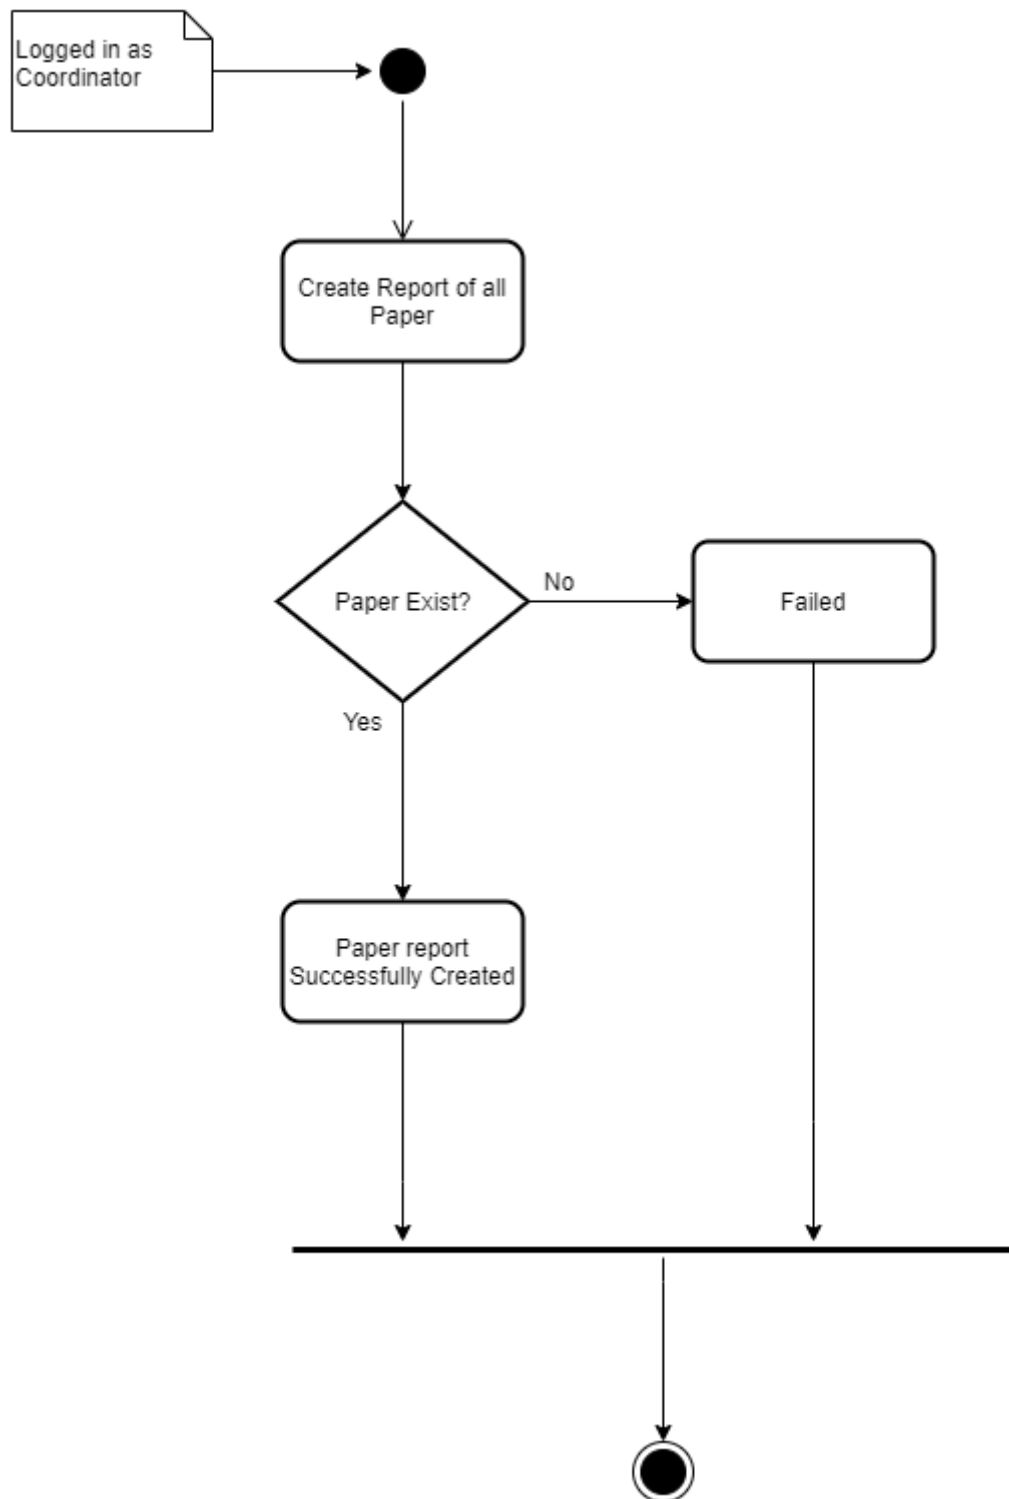 Logged in as
Coordinator
Create Report of all
Paper
Paper Exist?
No
Failed
Yes
Paper report
Successfully Created